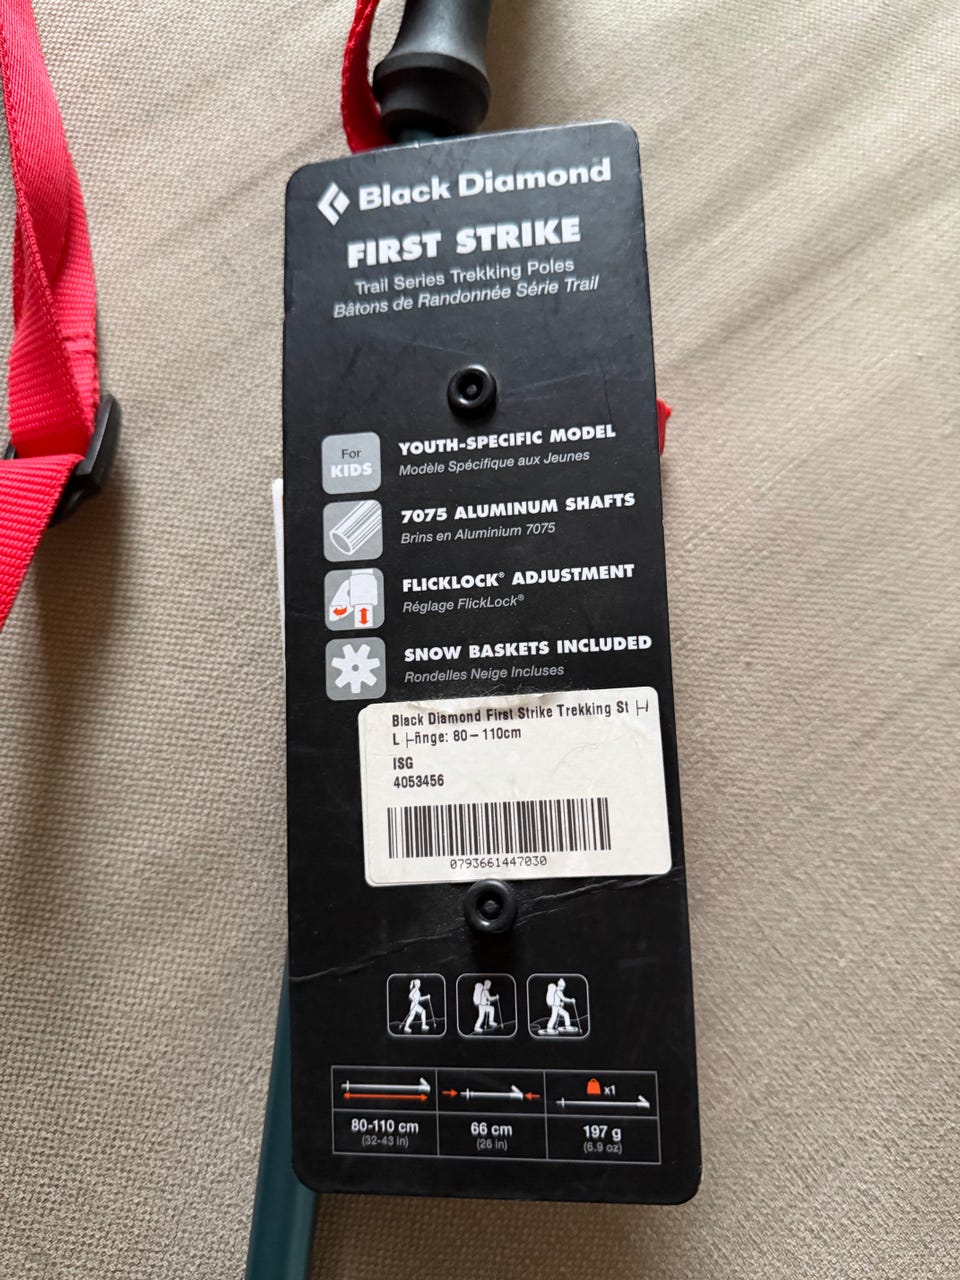 Black Diamond
FIRST STRIKE
Trail Series Trekking Poles
Bâtons de Randonnée Série Trail
For
KIDS
YOUTH-SPECIFIC MODEL
Modèle Spécifique aux Jeunes
7075 ALUMINUM SHAFTS
Brins en Aluminium 7075
FLICKLOCK® ADJUSTMENT
Réglage FlickLock®
SNOW BASKETS INCLUDED
Rondelles Neige Incluses
Black Diamond First Strike Trekking St ├
L ├ñnge: 80–110cm
ISG
4053456
0793661447030
x1
80-110 cm
(32-43 in)
66 cm
(26 in)
197 g
(6.9 oz)